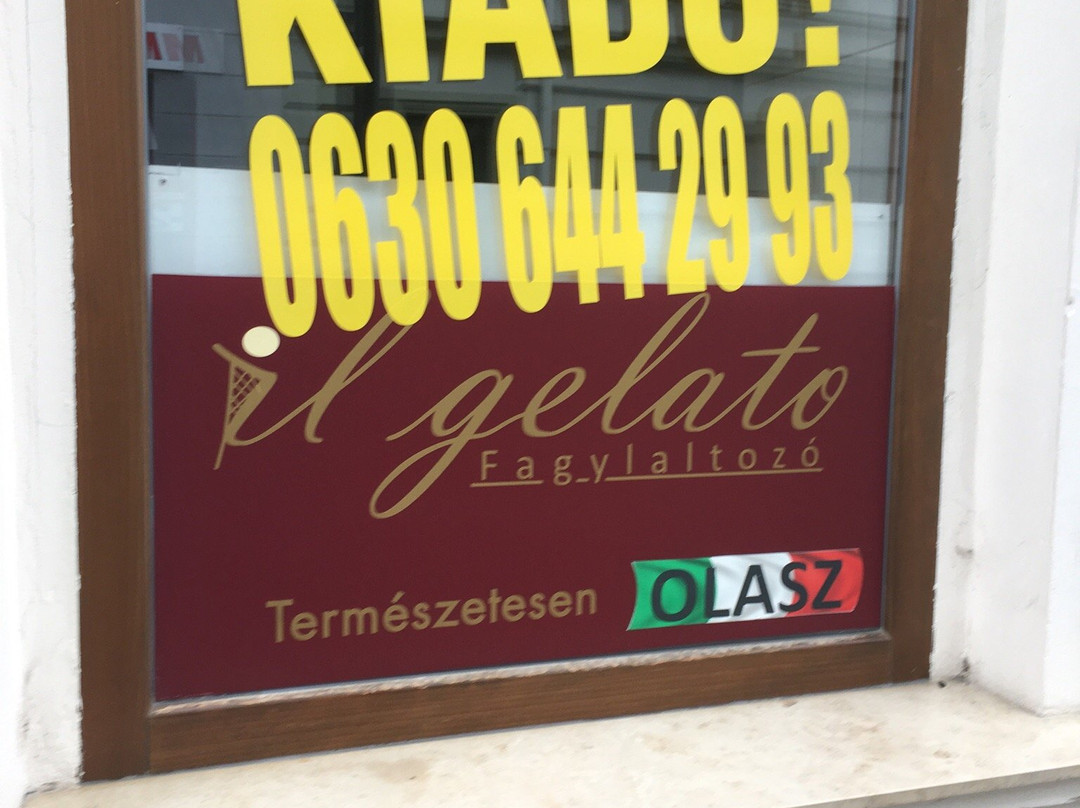 KIADÓ!
0630 644 29 93
il gelato
Fagylaltozó
Természetesen OLASZ